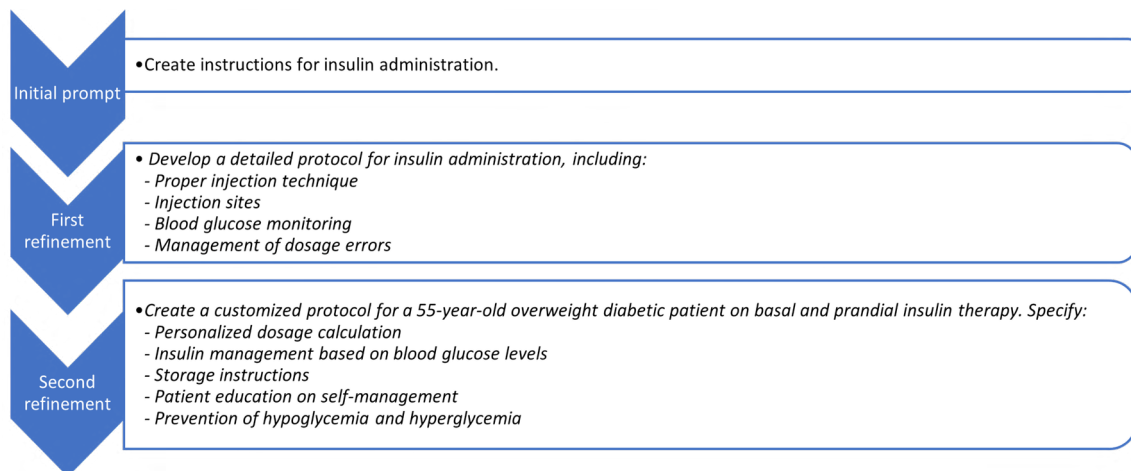 Initial prompt
•Create instructions for insulin administration.
First
refinement
• Develop a detailed protocol for insulin administration, including:
- Proper injection technique
- Injection sites
- Blood glucose monitoring
- Management of dosage errors
Second
refinement
•Create a customized protocol for a 55-year-old overweight diabetic patient on basal and prandial insulin therapy. Specify:
- Personalized dosage calculation
- Insulin management based on blood glucose levels
- Storage instructions
- Patient education on self-management
- Prevention of hypoglycemia and hyperglycemia